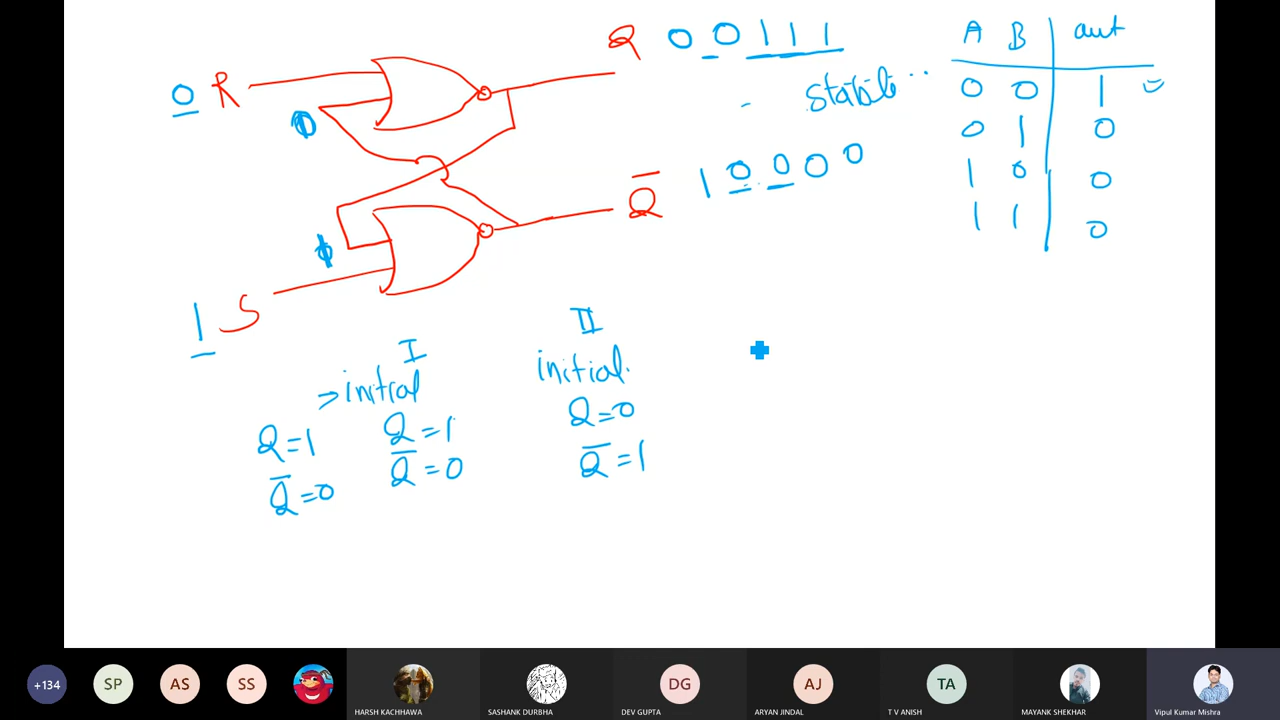 Q 0 0 1 1 1
0 R
0
stabili
Q̅ 1 0 0 0 0
1 S
A B out
0 0 1 =
0 1 0
1 0 0
1 1 0
I
⇒ initial
Q = 1
Q̅ = 0
Q = 1
Q̅ = 0
II
initial.
Q = 0
Q̅ = 1
+134
SP
AS
SS
HARSH KACHHAWA
SASHANK DURBHA
DG
DEV GUPTA
AJ
ARYAN JINDAL
TA
T V ANISH
MAYANK SHEKHAR
Vipul Kumar Mishra